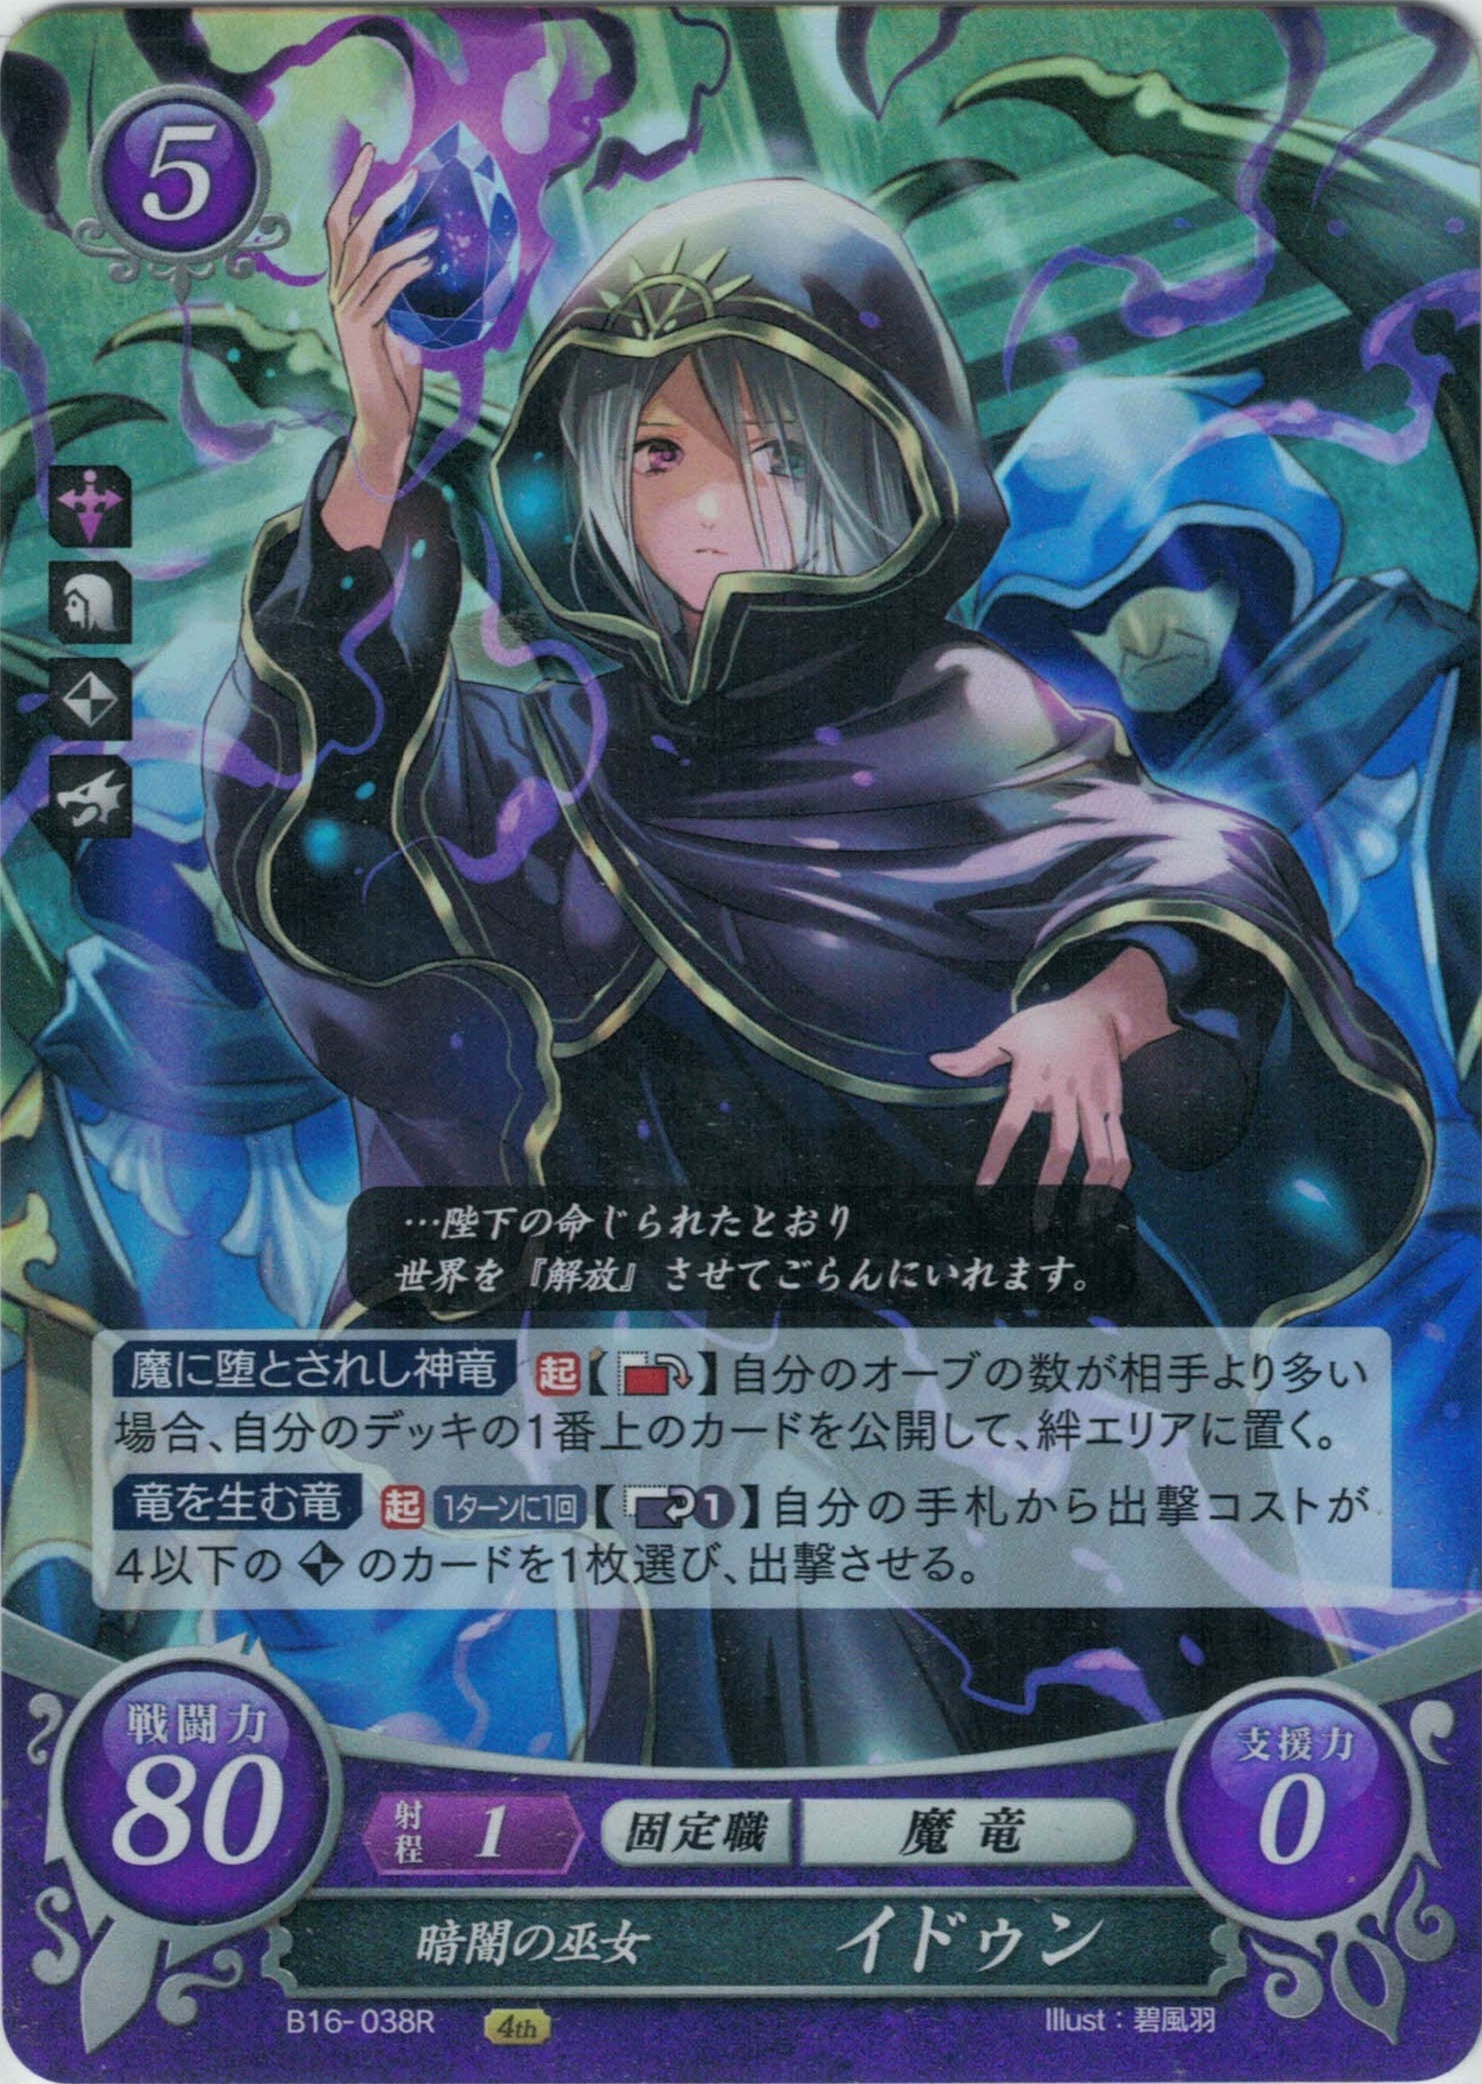 5
…陛下の命じられたとおり
世界を『解放』させてごらんにいれます。
魔に堕とされし神竜 起【】自分のオーブの数が相手より多い
場合、自分のデッキの1番上のカードを公開して、絆エリアに置く。
竜を生む竜 起 1ターンに1回【1】自分の手札から出撃コストが
4以下の のカードを1枚選び、出撃させる。
戦闘力
80
射程 1
固定職 魔竜
支援力
0
暗闇の巫女 イドゥン
B16-038R 4th Illust：碧風羽